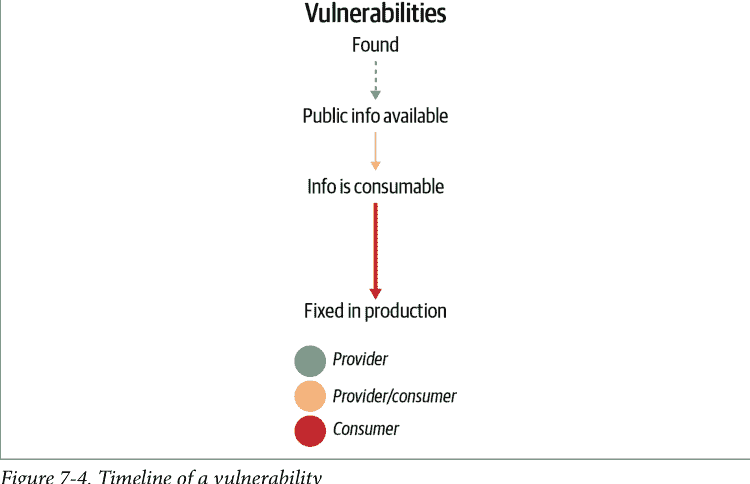 Vulnerabilities
Found
Public info available
Info is consumable
Fixed in production
Provider
Provider/consumer
Consumer
Figure 7-4. Timeline of a vulnerability